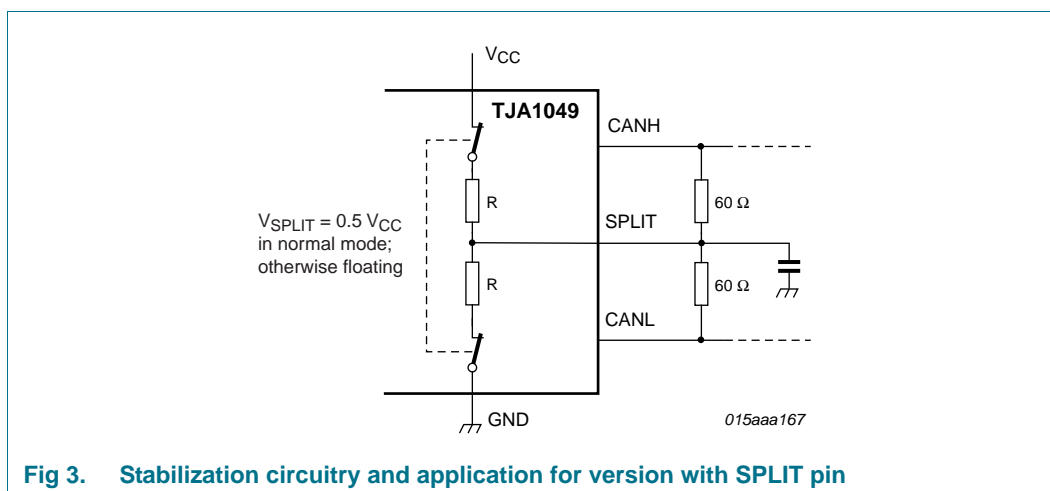 VCC
TJA1049
CANH
R
60 Ω
VSPLIT = 0.5 VCC
in normal mode;
otherwise floating
SPLIT
R
60 Ω
CANL
GND
015aaa167
Fig 3. Stabilization circuitry and application for version with SPLIT pin